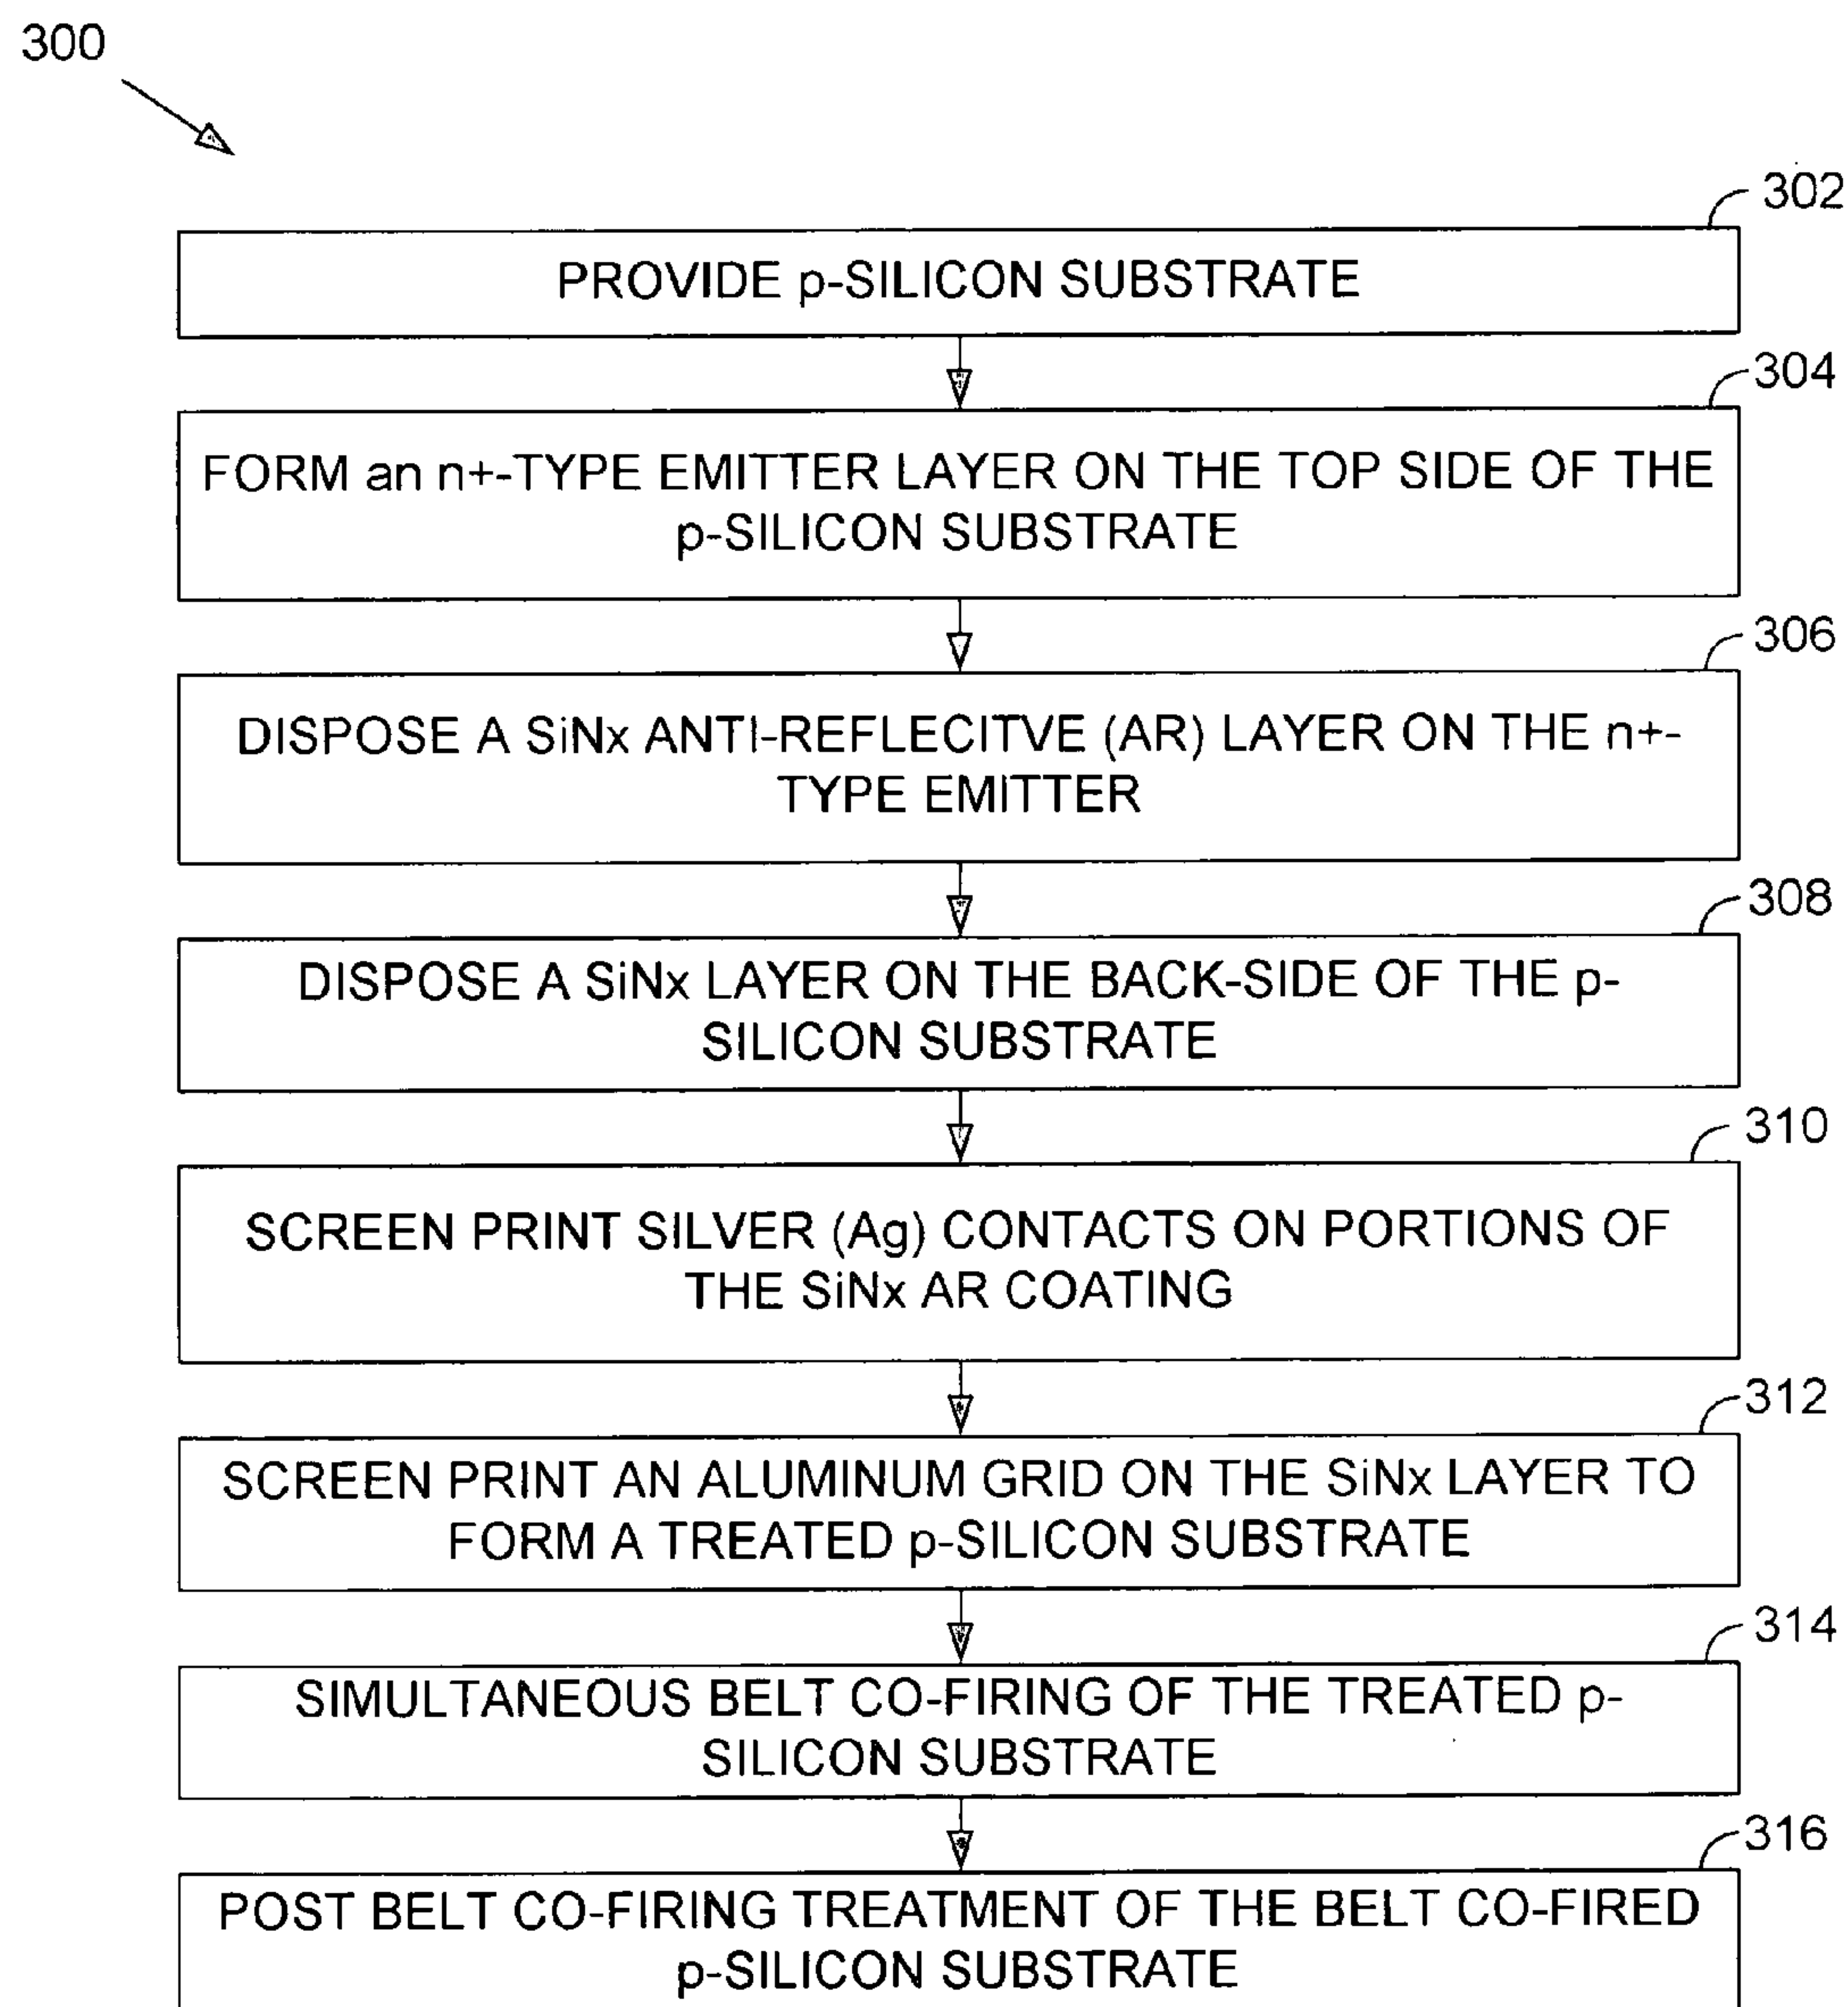 300
302
PROVIDE p-SILICON SUBSTRATE
304
FORM an n+-TYPE EMITTER LAYER ON THE TOP SIDE OF THE
p-SILICON SUBSTRATE
306
DISPOSE A SiNx ANTI-REFLECITVE (AR) LAYER ON THE n+-
TYPE EMITTER
308
DISPOSE A SiNx LAYER ON THE BACK-SIDE OF THE p-
SILICON SUBSTRATE
310
SCREEN PRINT SILVER (Ag) CONTACTS ON PORTIONS OF
THE SiNx AR COATING
312
SCREEN PRINT AN ALUMINUM GRID ON THE SiNx LAYER TO
FORM A TREATED p-SILICON SUBSTRATE
314
SIMULTANEOUS BELT CO-FIRING OF THE TREATED p-
SILICON SUBSTRATE
316
POST BELT CO-FIRING TREATMENT OF THE BELT CO-FIRED
p-SILICON SUBSTRATE